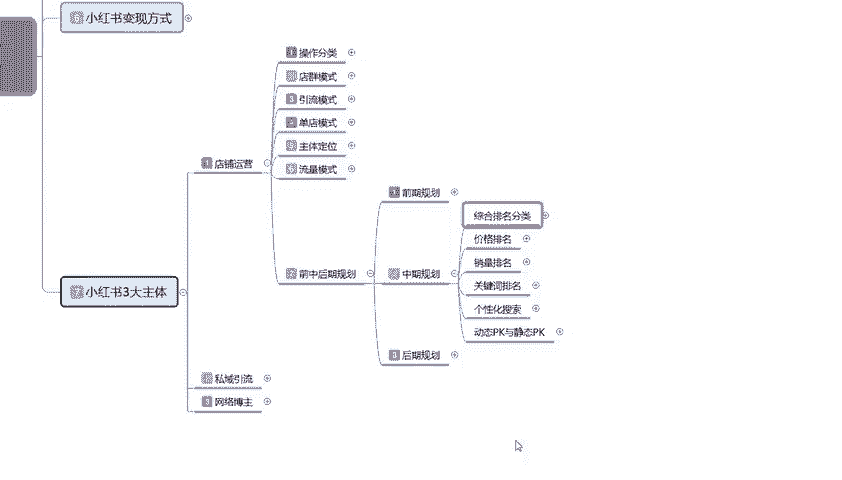 小红书变现方式
操作分类
店群模式
引流模式
单店模式
主体定位
流量模式
店铺运营
前期规划
综合排名分类
价格排名
销量排名
前中后期规划
中期规划
关键词排名
小红书3大主体
个性化搜索
动态PK与静态PK
3 后期规划
私域引流
3 网络博主